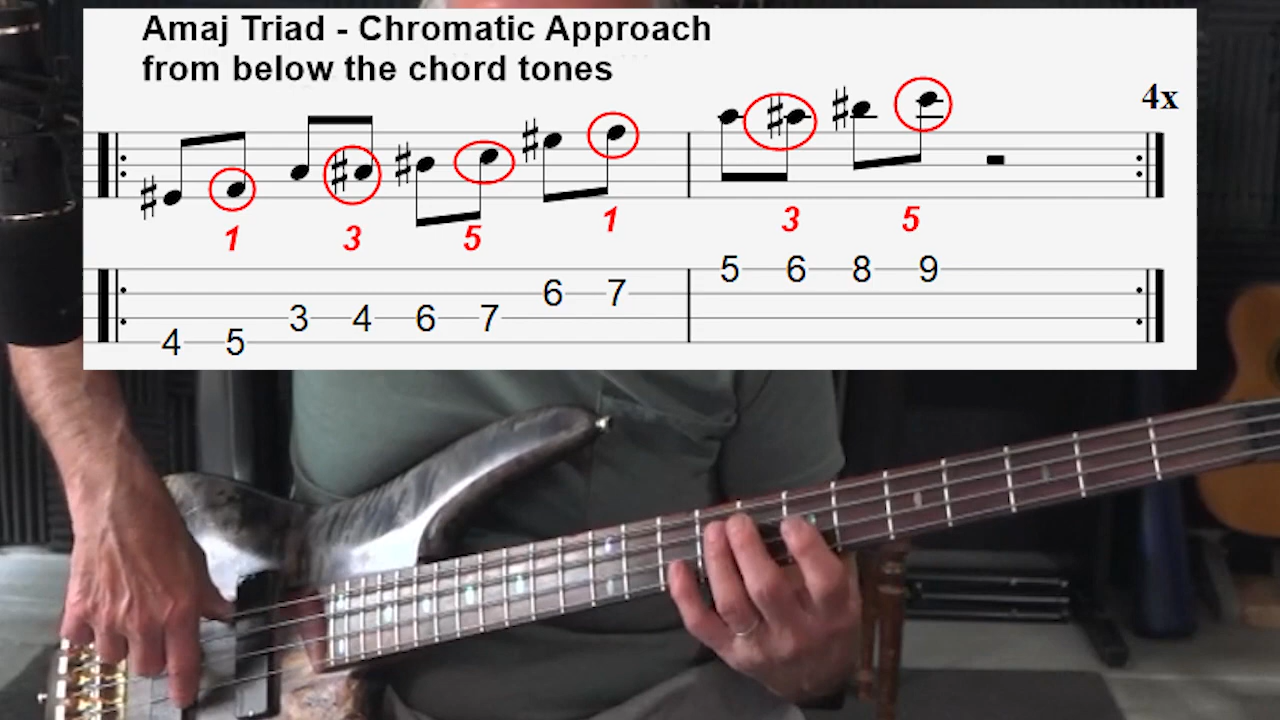 Amaj Triad - Chromatic Approach
from below the chord tones
4x
1 3 5 1 3 5
5 6 8 9
6 7
3 4 6 7
4 5